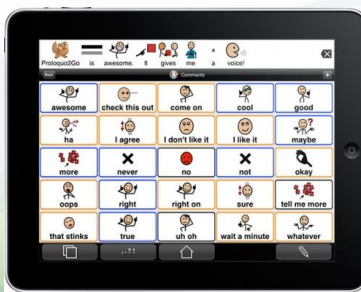 Proloquo2Go is awesome. It gives me a voice!
Back Comments +
awesome check this out come on cool good
ha I agree I don't like it I like it maybe
more never no not okay
oops right right on sure tell me more
that stinks true uh oh wait a minute whatever
..?!